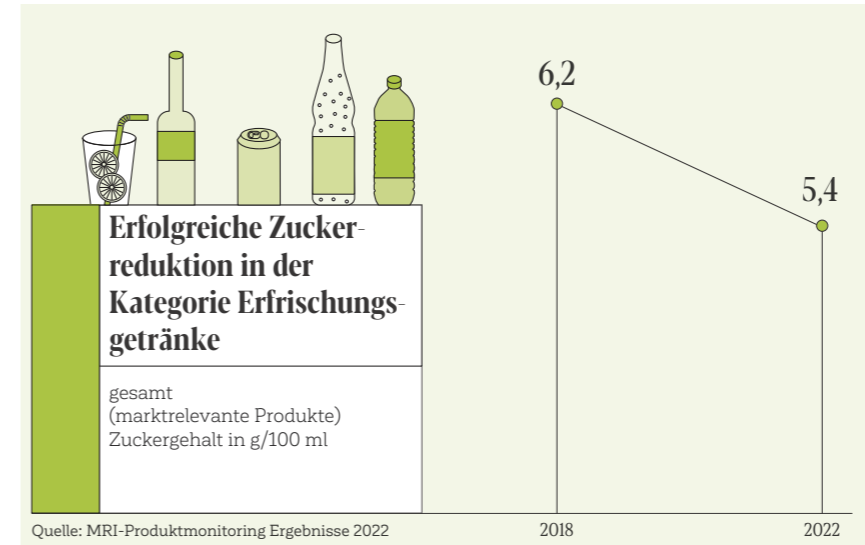 Erfolgreiche Zucker-
reduktion in der
Kategorie Erfrischungs-
getränke
gesamt
(marktrelevante Produkte)
Zuckergehalt in g/100 ml
6,2
5,4
2018
2022
Quelle: MRI-Produktmonitoring Ergebnisse 2022